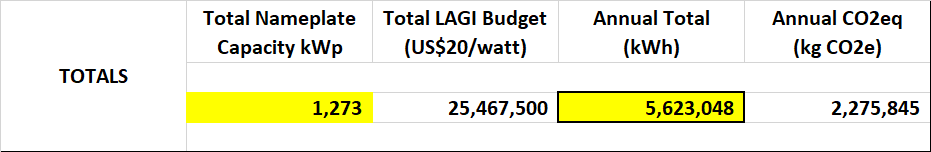 Total Nameplate Capacity kWp
Total LAGI Budget (US$20/watt)
Annual Total (kWh)
Annual CO2eq (kg CO2e)
TOTALS
1,273
25,467,500
5,623,048
2,275,845